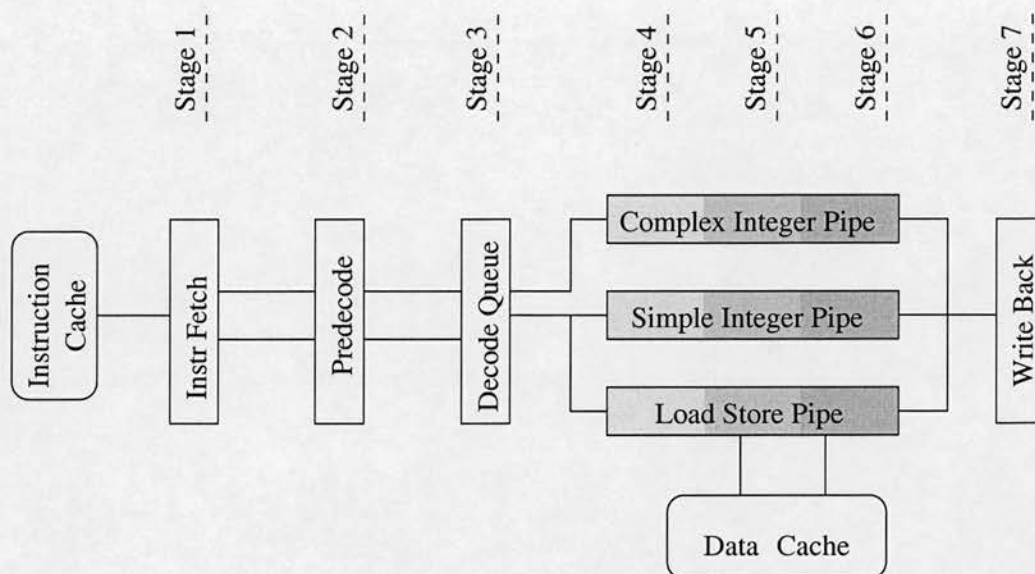 Stage 1
Stage 2
Stage 3
Stage 4
Stage 5
Stage 6
Stage 7
Instruction
Cache
Instr Fetch
Predecode
Decode Queue
Complex Integer Pipe
Simple Integer Pipe
Load Store Pipe
Write Back
Data Cache